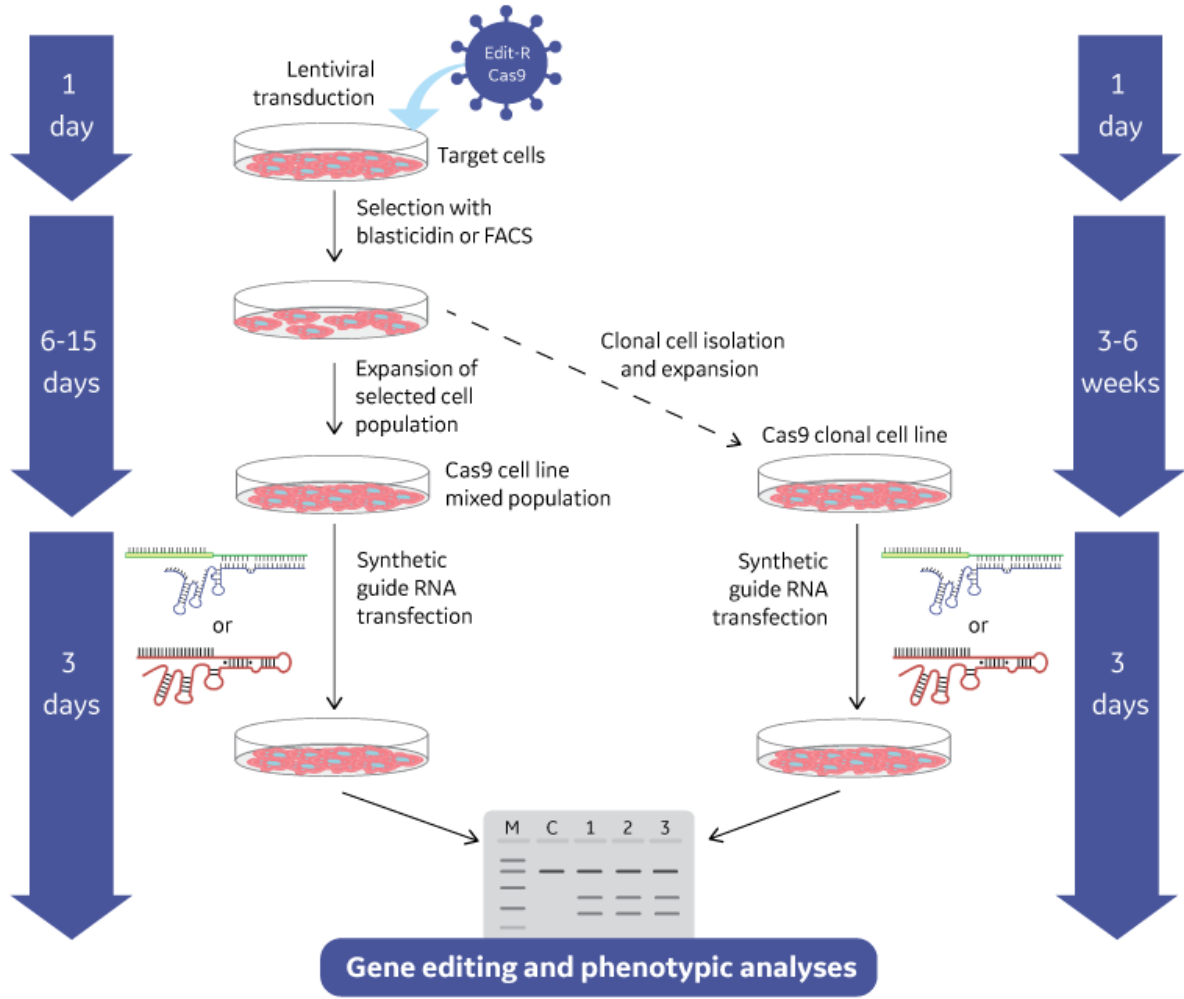 1
day
Lentiviral
transduction
Edit-R
Cas9
1
day
Target cells
Selection with
blasticidin or FACS
6-15
days
Clonal cell isolation
and expansion
3-6
weeks
Expansion of
selected cell
population
Cas9 cell line
mixed population
Cas9 clonal cell line
Synthetic
guide RNA
transfection
or
3
days
Synthetic
guide RNA
transfection
or
3
days
M C 1 2 3
Gene editing and phenotypic analyses